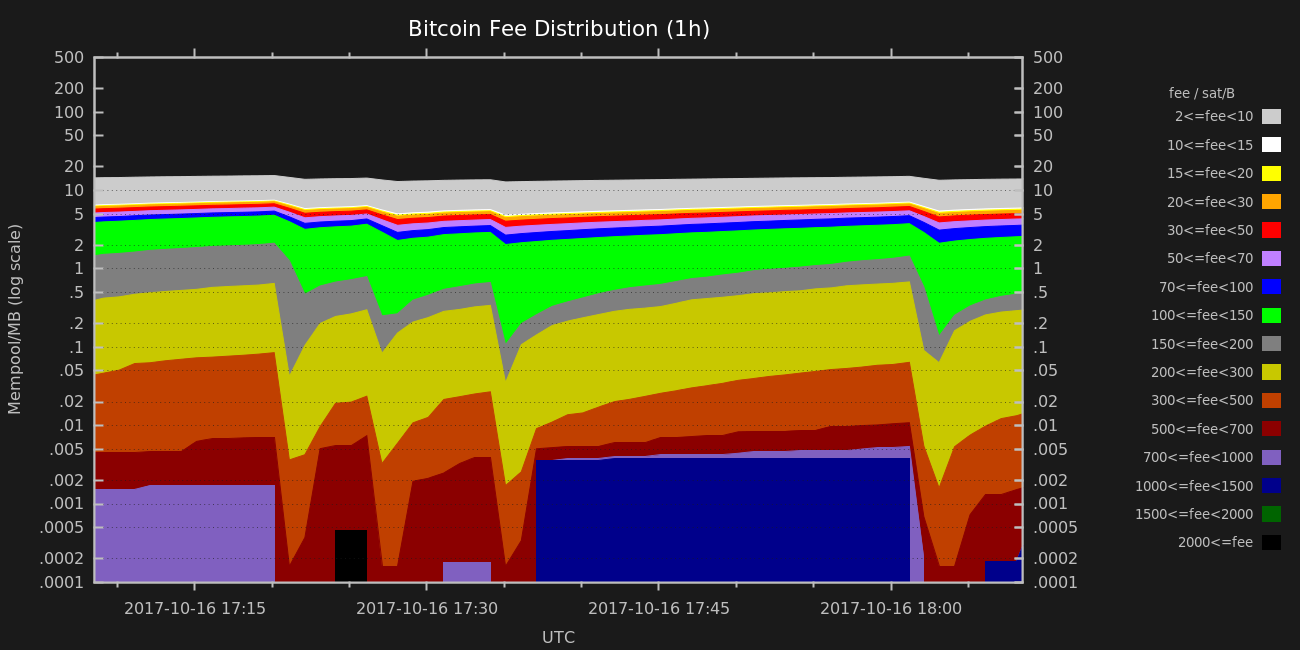 Bitcoin Fee Distribution (1h)
500
200
100
50
20
10
5
2
1
.5
.2
.1
.05
.02
.01
.005
.002
.001
.0005
.0002
.0001
Mempool/MB (log scale)
500
200
100
50
20
10
5
2
1
.5
.2
.1
.05
.02
.01
.005
.002
.001
.0005
.0002
.0001
2017-10-16 17:15
2017-10-16 17:30
2017-10-16 17:45
2017-10-16 18:00
UTC
fee / sat/B
2<=fee<10
10<=fee<15
15<=fee<20
20<=fee<30
30<=fee<50
50<=fee<70
70<=fee<100
100<=fee<150
150<=fee<200
200<=fee<300
300<=fee<500
500<=fee<700
700<=fee<1000
1000<=fee<1500
1500<=fee<2000
2000<=fee